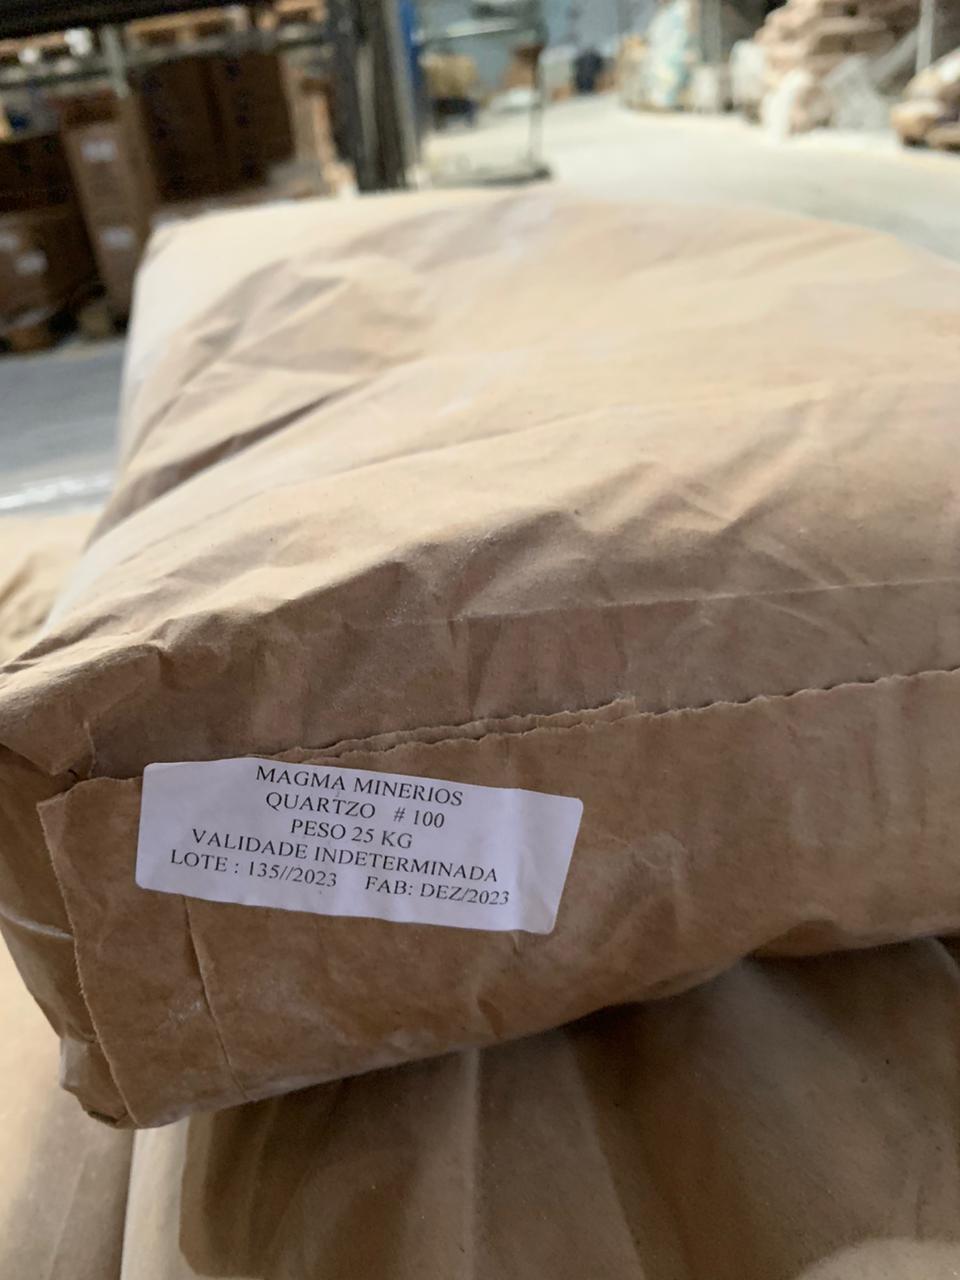 MAGMA MINERIOS
QUARTZO # 100
PESO 25 KG
VALIDADE INDETERMINADA
LOTE : 135//2023 FAB: DEZ/2023